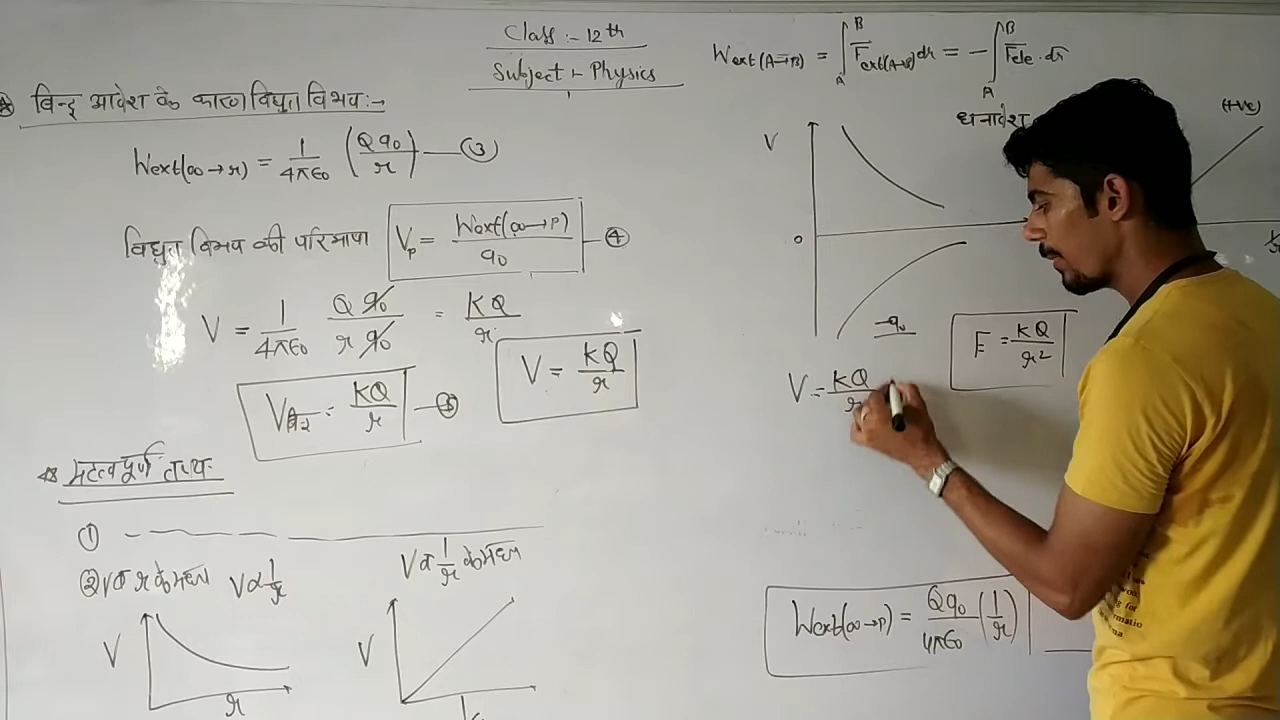 Class :- 12th
Subject :- Physics
बिन्दु आवेश के कारण विद्युत विभव :-
Wext(∞→r) = 1/4πε0 (Qq0/r) — ③
विद्युत विभव की परिभाषा Vp = Wext(∞→P)/q0 — ④
V = 1/4πε0 Qq0/rq0 = KQ/r
V = KQ/r
= KQ/r
महत्वपूर्ण तथ्य
①
② V व r के मध्य V∝1/r
V व 1/r के मध्य
V
r
V
Wext(A→B) = ∫A^B Fext(A→B) dr = -∫A^B Fele . dr
धनावेश
(+ve)
V
0
-q0
E = KQ/r²
V = KQ/r
Wext(∞→P) = Qq0/4πε0 (1/r)